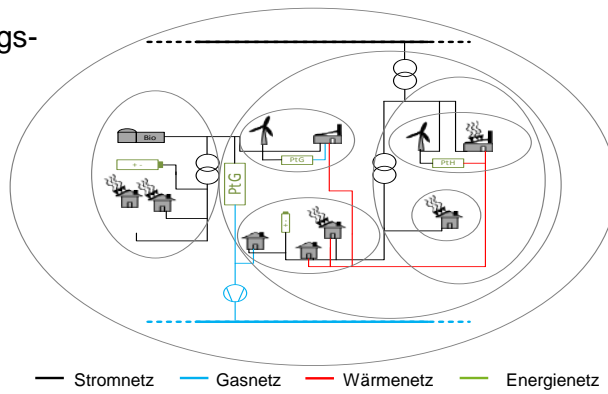 gs-
Bio
+ -
PtG
PtG
PtH
+ -
Stromnetz
Gasnetz
Wärmenetz
Energienetz